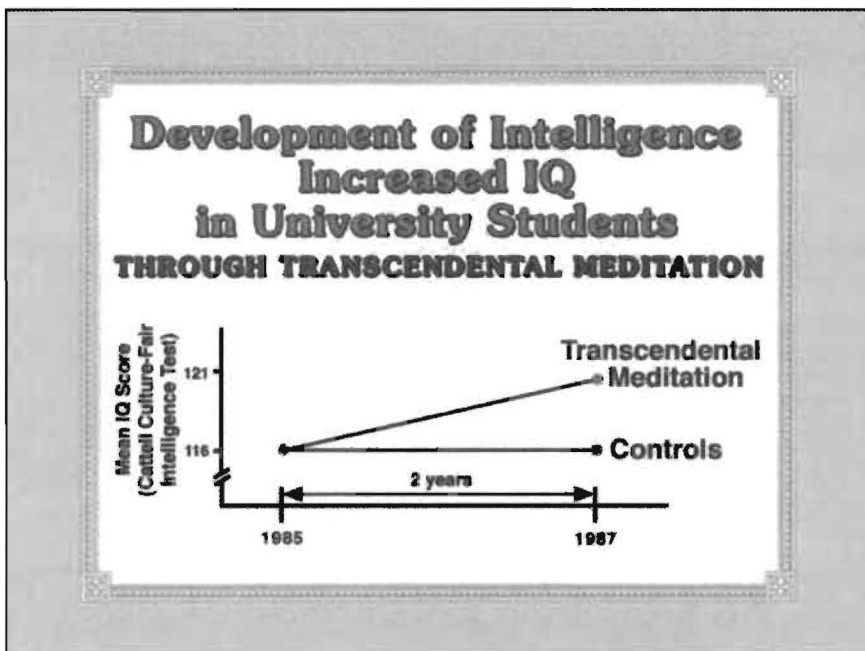 Development of Intelligence
Increased IQ
in University Students
THROUGH TRANSCENDENTAL MEDITATION
Mean IQ Score
(Cattell Culture-Fair
Intelligence Test)
121
116
Transcendental
Meditation
Controls
2 years
1985
1987